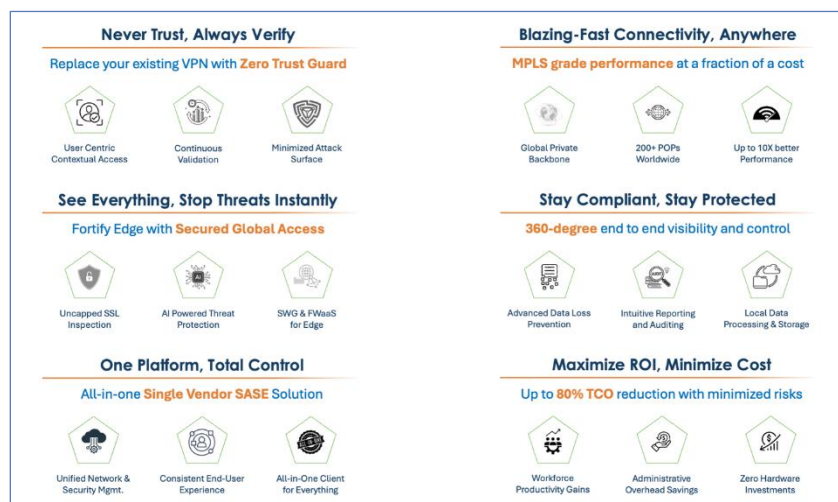 Never Trust, Always Verify
Replace your existing VPN with Zero Trust Guard
User Centric
Contextual Access
Continuous
Validation
Minimized Attack
Surface
Blazing-Fast Connectivity, Anywhere
MPLS grade performance at a fraction of a cost
Global Private
Backbone
200+ POPs
Worldwide
Up to 10X better
Performance
See Everything, Stop Threats Instantly
Fortify Edge with Secured Global Access
Uncapped SSL
Inspection
AI
AI Powered Threat
Protection
SWG & FWaaS
for Edge
Stay Compliant, Stay Protected
360-degree end to end visibility and control
Advanced Data Loss
Prevention
AUDIT
Intuitive Reporting
and Auditing
Local Data
Processing & Storage
One Platform, Total Control
All-in-one Single Vendor SASE Solution
Unified Network &
Security Mgmt.
Consistent End-User
Experience
ALL-IN-ONE
All-in-One Client
for Everything
Maximize ROI, Minimize Cost
Up to 80% TCO reduction with minimized risks
Workforce
Productivity Gains
Administrative
Overhead Savings
$
Zero Hardware
Investments